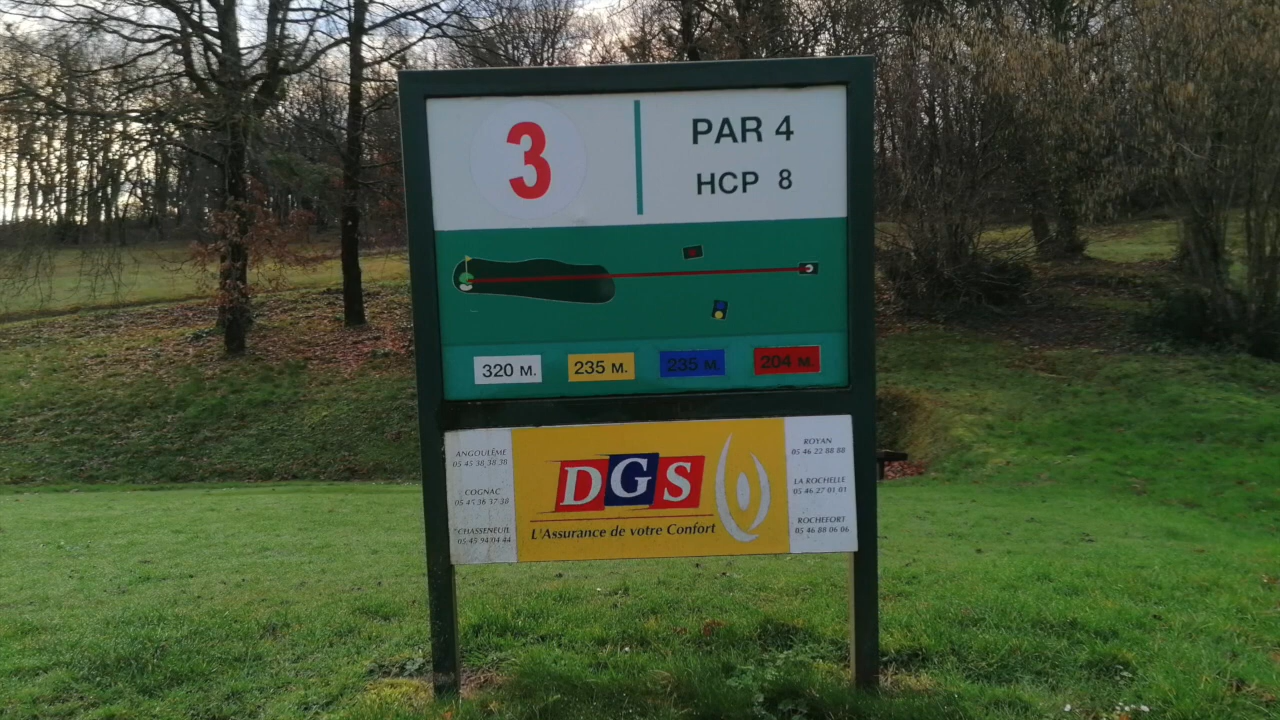 3
PAR 4
HCP 8
320 M.
235 M.
235 M.
204 M.
ANGOULÊME
05 45 38 38 38
COGNAC
05 45 36 37 38
CHASSENEUIL
05 45 94 04 44
DGS
L'Assurance de votre Confort
ROYAN
05 46 22 88 88
LA ROCHELLE
05 46 27 01 01
ROCHEFORT
05 46 88 06 06